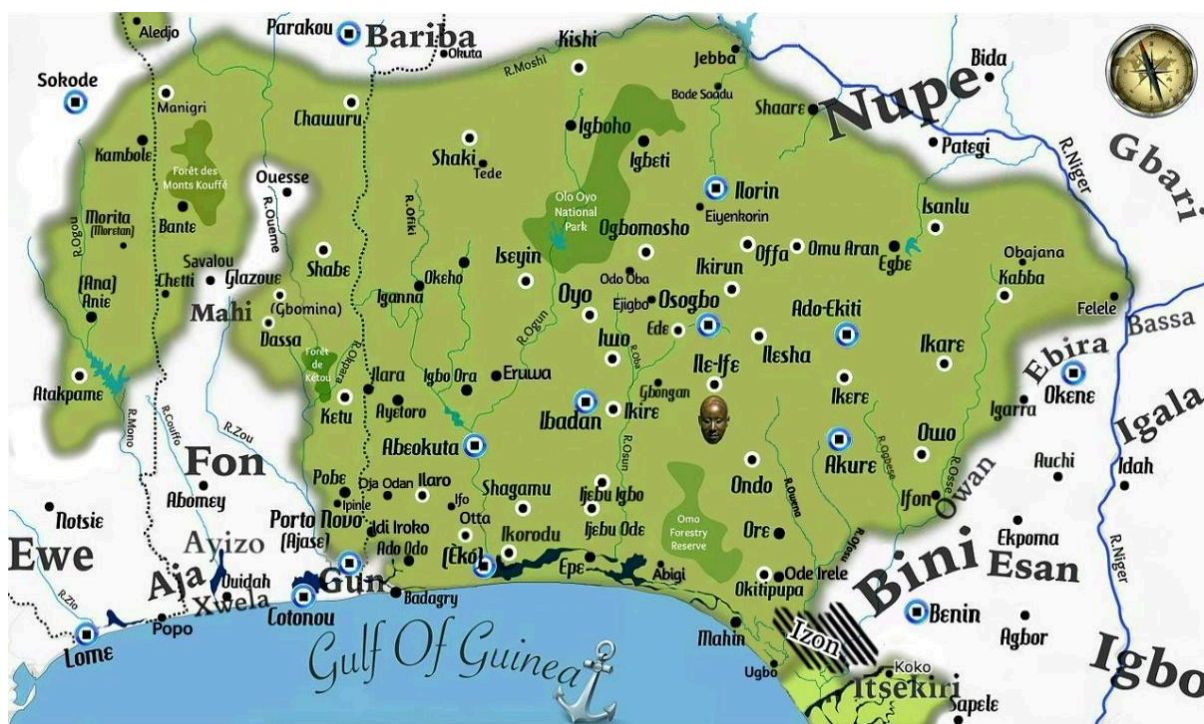 Aledjo
Parakou
Bariba
Okuta
Kishi
R.Moshi
Jebba
Bida
Sokode
Manigri
Chawuru
Bode Saadu
Shaare
Nupe
Kambole
Shaki
Tede
Igboho
Igbeti
Pategi
R.Niger
Gbari
Forêt des
Monts Kouffé
Ouesse
Olo Oyo
National
Park
Ilorin
Eiyenkorin
R.Ogou
Morita
(Moretan)
Bante
R.Oueme
R.Ofiki
Ogbomosho
Isanlu
Savalou
Glazoue
Shabe
Okeho
Iseyin
Odo Oba
Ikirun
Offa
Omu Aran
Egbe
Obajana
Kabba
(Ana)
Anie
Chetti
Mahi
(Gbomina)
Dassa
Iganna
Oyo
Ejigbo
Osogbo
Ede
Ado-Ekiti
Felele
Bassa
R.Ogun
Iwo
R.Oba
Ile-Ife
Ilesha
Ikare
Ebira
Atakpame
Forêt
de
Kétou
R.Okpara
Ilara
Igbo Ora
Eruwa
Gbongan
Ikere
Okene
Igarra
Igala
R.Mono
R.Couffo
R.Zou
Ketu
Ayetoro
Ibadan
Ikire
Abeokuta
Akure
R.Ogbese
Owo
R.Osse
Owan
Auchi
Idah
Fon
Abomey
R.Osun
Ondo
R.Owena
Ifon
Notsie
Pobe
Ipinle
Oja Odan
Ilaro
Ifo
Shagamu
Ijebu Igbo
Ijebu Ode
Omo
Forestry
Reserve
Ore
R.Ofosu
Ekpoma
Esan
R.Niger
Ewe
Ayizo
Porto Novo
(Ajase)
Idi Iroko
Otta
Ado Odo
(Eko)
Ikorodu
Epe
Abigi
Okitipupa
Ode Irele
Bini
Aja
Ouidah
Xwela
Gun
R.Zio
Popo
Cotonou
Badagry
Lome
Gulf Of Guinea
Mahin
Ugbo
Izon
Benin
Agbor
Koko
Itsekiri
Sapele
Igbo